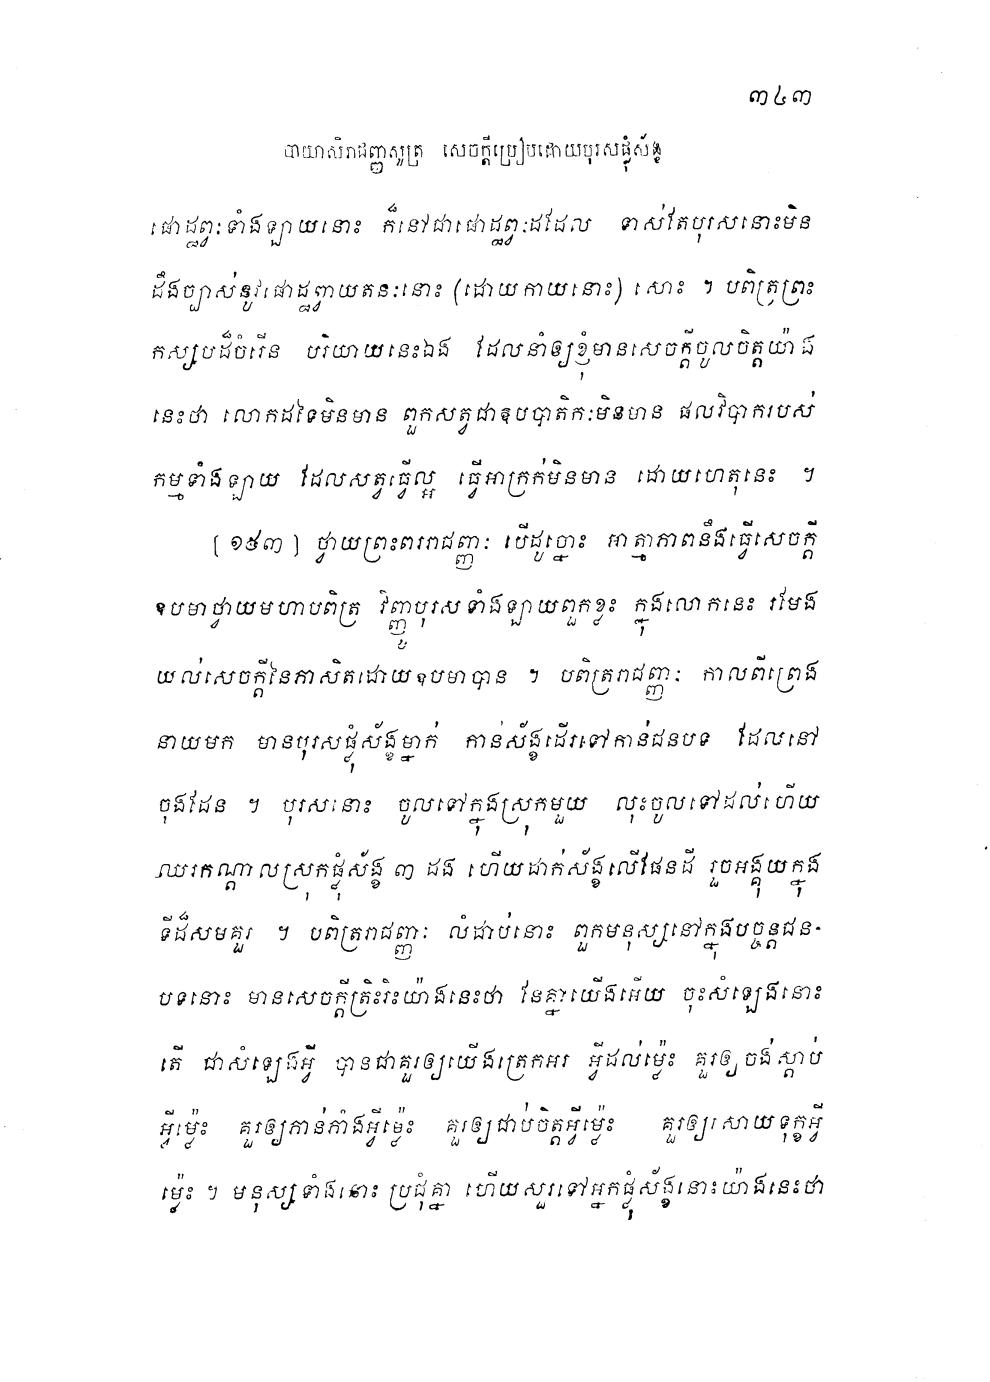 ៣៤៣
បាយាសិរាជញ្ញសូត្រ សេចក្តីប្រៀបដោយបុរសផ្លុំស័ង្ខ
ផោដ្ឋព្វៈទាំងឡាយនោះ ក៏នៅជាផោដ្ឋព្វៈដដែល ទាស់តែបុរសនោះមិន
ដឹងច្បាស់នូវផោដ្ឋព្វាយតនៈនោះ (ដោយកាយនោះ) សោះ ។ បពិត្រព្រះ
កស្សបដ៏ចំរើន បរិយាយនេះឯង ដែលនាំឲ្យខ្ញុំមានសេចក្តីចូលចិត្តយ៉ាង
នេះថា លោកដទៃមិនមាន ពួកសត្វជាឧបបាតិកៈមិនមាន ផលវិបាករបស់
កម្មទាំងឡាយ ដែលសត្វធ្វើល្អ ធ្វើអាក្រក់មិនមាន ដោយហេតុនេះ ។
[១៥៣] ថ្វាយព្រះពររាជញ្ញៈ បើដូច្នោះ អាត្មាភាពនឹងធ្វើសេចក្តី
ឧបមាថ្វាយមហាបពិត្រ វិញ្ញូបុរសទាំងឡាយពួកខ្លះ ក្នុងលោកនេះ រមែង
យល់សេចក្តីនៃភាសិតដោយឧបមាបាន ។ បពិត្ររាជញ្ញៈ កាលពីព្រេង
នាយមក មានបុរសផ្លុំស័ង្ខម្នាក់ កាន់ស័ង្ខដើរទៅកាន់ជនបទ ដែលនៅ
ចុងដែន ។ បុរសនោះ ចូលទៅក្នុងស្រុកមួយ លុះចូលទៅដល់ហើយ
ឈរកណ្តាលស្រុកផ្លុំស័ង្ខ ៣ ដង ហើយដាក់ស័ង្ខលើផែនដី រួចអង្គុយក្នុង
ទីដ៏សមគួរ ។ បពិត្ររាជញ្ញៈ លំដាប់នោះ ពួកមនុស្សនៅក្នុងបច្ចន្តជន-
បទនោះ មានសេចក្តីត្រិះរិះយ៉ាងនេះថា នែគ្នាយើងអើយ ចុះសំឡេងនោះ
តើ ជាសំឡេងអ្វី បានជាគួរឲ្យយើងត្រេកអរ អ្វីដល់ម៉្លេះ គួរឲ្យចង់ស្តាប់
អ្វីម៉្លេះ គួរឲ្យកាន់កាំងអ្វីម៉្លេះ គួរឲ្យជាប់ចិត្តអ្វីម៉្លេះ គួរឲ្យសោយទុក្ខអ្វី
ម៉្លេះ ។ មនុស្សទាំងនោះ ប្រជុំគ្នា ហើយសួរទៅអ្នកផ្លុំស័ង្ខនោះយ៉ាងនេះថា